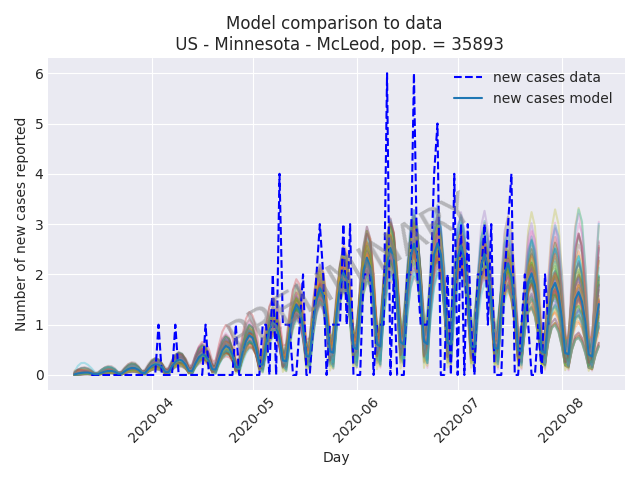 Model comparison to data
US - Minnesota - McLeod, pop. = 35893
new cases data
new cases model
PRELIMINARY
Number of new cases reported
6
5
4
3
2
1
0
2020-04
2020-05
2020-06
2020-07
2020-08
Day